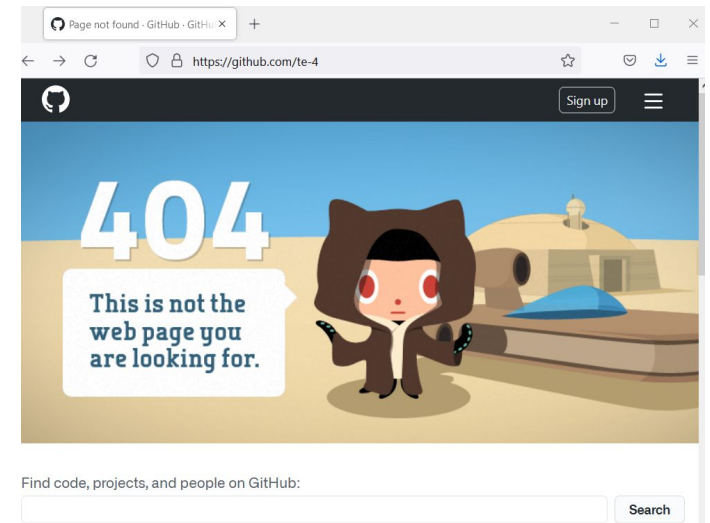 Page not found · GitHub · GitHu
https://github.com/te-4
Sign up
404
This is not the
web page you
are looking for.
Find code, projects, and people on GitHub:
Search